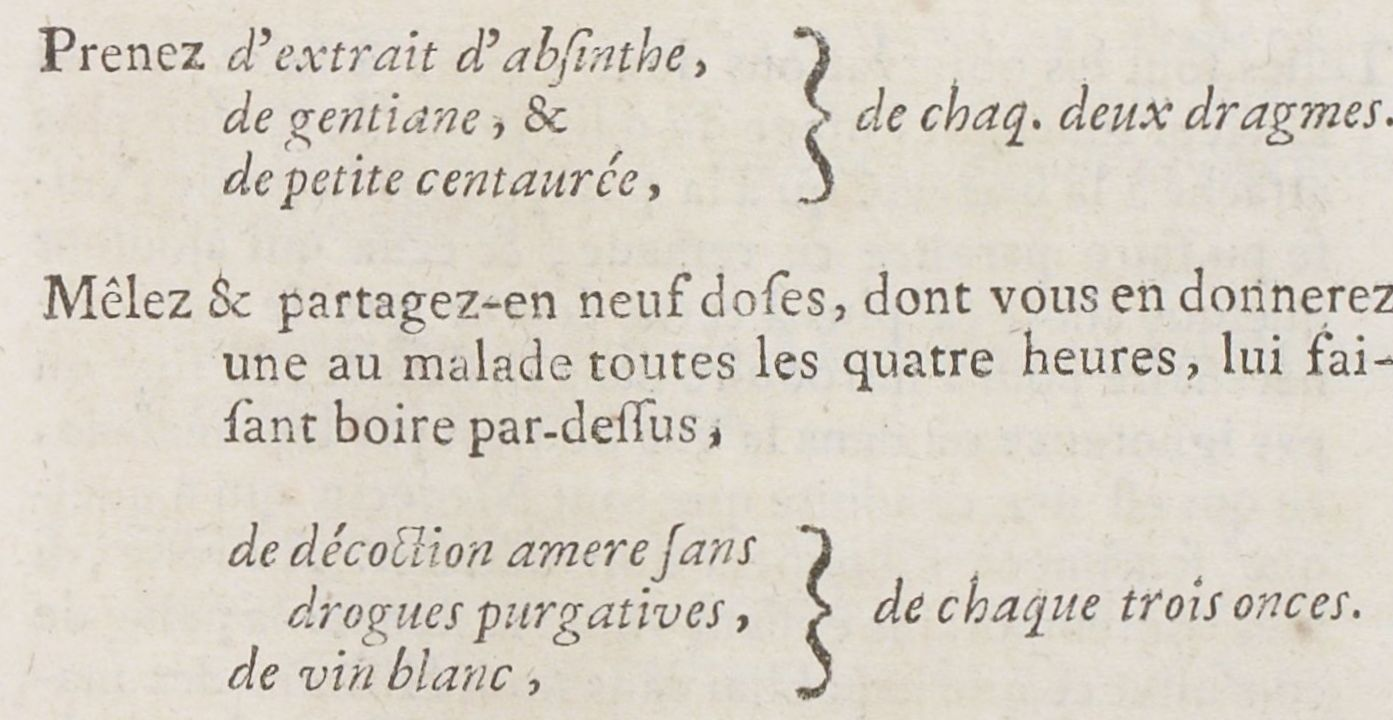 Prenez d'extrait d'abſinthe,
de gentiane, & } de chaq. deux dragmes.
de petite centaurée,
Mêlez & partagez-en neuf doſes, dont vous en donnerez
une au malade toutes les quatre heures, lui fai-
ſant boire par-deſſus,
de décoction amere ſans
drogues purgatives, } de chaque trois onces.
de vin blanc,